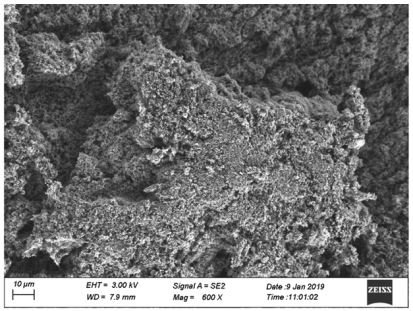 10 µm
EHT = 3.00 kV
Signal A = SE2
Date :9 Jan 2019
ZEISS
WD = 7.9 mm
Mag = 600 X
Time :11:01:02